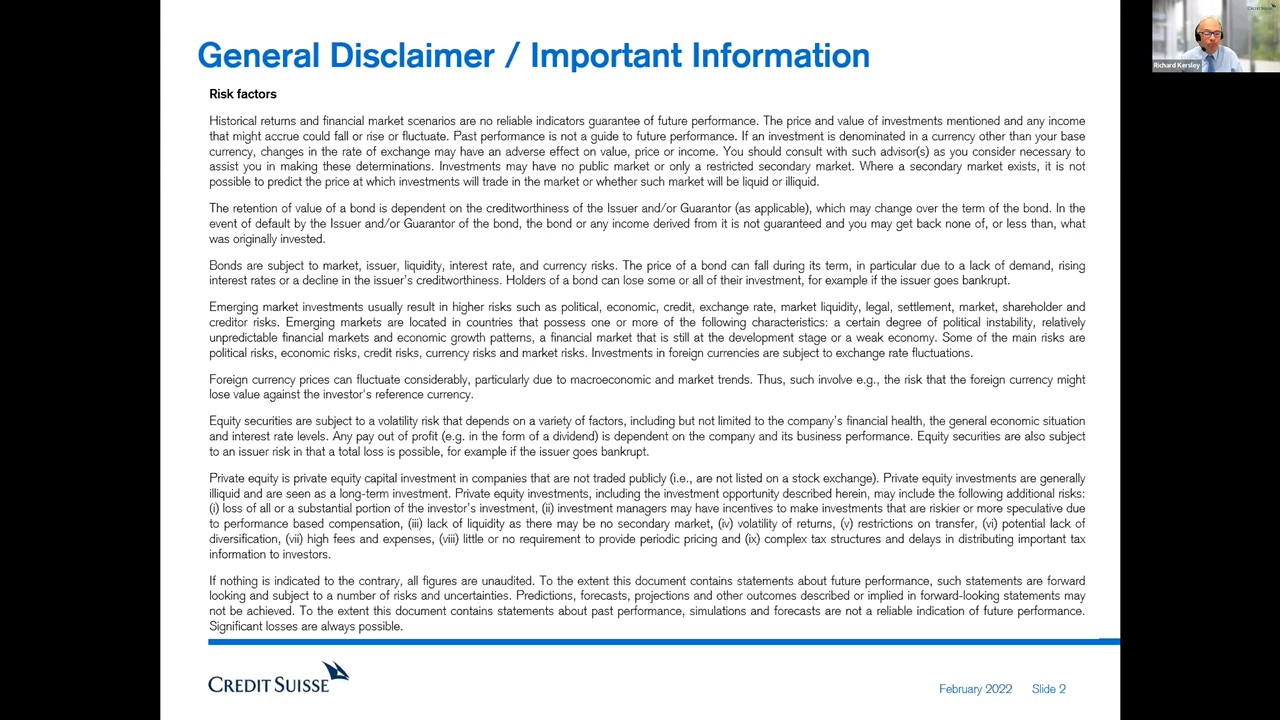 General Disclaimer / Important Information
Risk factors
Historical returns and financial market scenarios are no reliable indicators guarantee of future performance. The price and value of investments mentioned and any income
that might accrue could fall or rise or fluctuate. Past performance is not a guide to future performance. If an investment is denominated in a currency other than your base
currency, changes in the rate of exchange may have an adverse effect on value, price or income. You should consult with such advisor(s) as you consider necessary to
assist you in making these determinations. Investments may have no public market or only a restricted secondary market. Where a secondary market exists, it is not
possible to predict the price at which investments will trade in the market or whether such market will be liquid or illiquid.
The retention of value of a bond is dependent on the creditworthiness of the Issuer and/or Guarantor (as applicable), which may change over the term of the bond. In the
event of default by the Issuer and/or Guarantor of the bond, the bond or any income derived from it is not guaranteed and you may get back none of, or less than, what
was originally invested.
Bonds are subject to market, issuer, liquidity, interest rate, and currency risks. The price of a bond can fall during its term, in particular due to a lack of demand, rising
interest rates or a decline in the issuer's creditworthiness. Holders of a bond can lose some or all of their investment, for example if the issuer goes bankrupt.
Emerging market investments usually result in higher risks such as political, economic, credit, exchange rate, market liquidity, legal, settlement, market, shareholder and
creditor risks. Emerging markets are located in countries that possess one or more of the following characteristics: a certain degree of political instability, relatively
unpredictable financial markets and economic growth patterns, a financial market that is still at the development stage or a weak economy. Some of the main risks are
political risks, economic risks, credit risks, currency risks and market risks. Investments in foreign currencies are subject to exchange rate fluctuations.
Foreign currency prices can fluctuate considerably, particularly due to macroeconomic and market trends. Thus, such involve e.g., the risk that the foreign currency might
lose value against the investor's reference currency.
Equity securities are subject to a volatility risk that depends on a variety of factors, including but not limited to the company's financial health, the general economic situation
and interest rate levels. Any pay out of profit (e.g. in the form of a dividend) is dependent on the company and its business performance. Equity securities are also subject
to an issuer risk in that a total loss is possible, for example if the issuer goes bankrupt.
Private equity is private equity capital investment in companies that are not traded publicly (i.e., are not listed on a stock exchange). Private equity investments are generally
illiquid and are seen as a long-term investment. Private equity investments, including the investment opportunity described herein, may include the following additional risks:
(i) loss of all or a substantial portion of the investor's investment, (ii) investment managers may have incentives to make investments that are riskier or more speculative due
to performance based compensation, (iii) lack of liquidity as there may be no secondary market, (iv) volatility of returns, (v) restrictions on transfer, (vi) potential lack of
diversification, (vii) high fees and expenses, (viii) little or no requirement to provide periodic pricing and (ix) complex tax structures and delays in distributing important tax
information to investors.
If nothing is indicated to the contrary, all figures are unaudited. To the extent this document contains statements about future performance, such statements are forward
looking and subject to a number of risks and uncertainties. Predictions, forecasts, projections and other outcomes described or implied in forward-looking statements may
not be achieved. To the extent this document contains statements about past performance, simulations and forecasts are not a reliable indication of future performance.
Significant losses are always possible.
CREDIT SUISSE
February 2022 Slide 2
CREDIT SUISSE
Richard Kersley